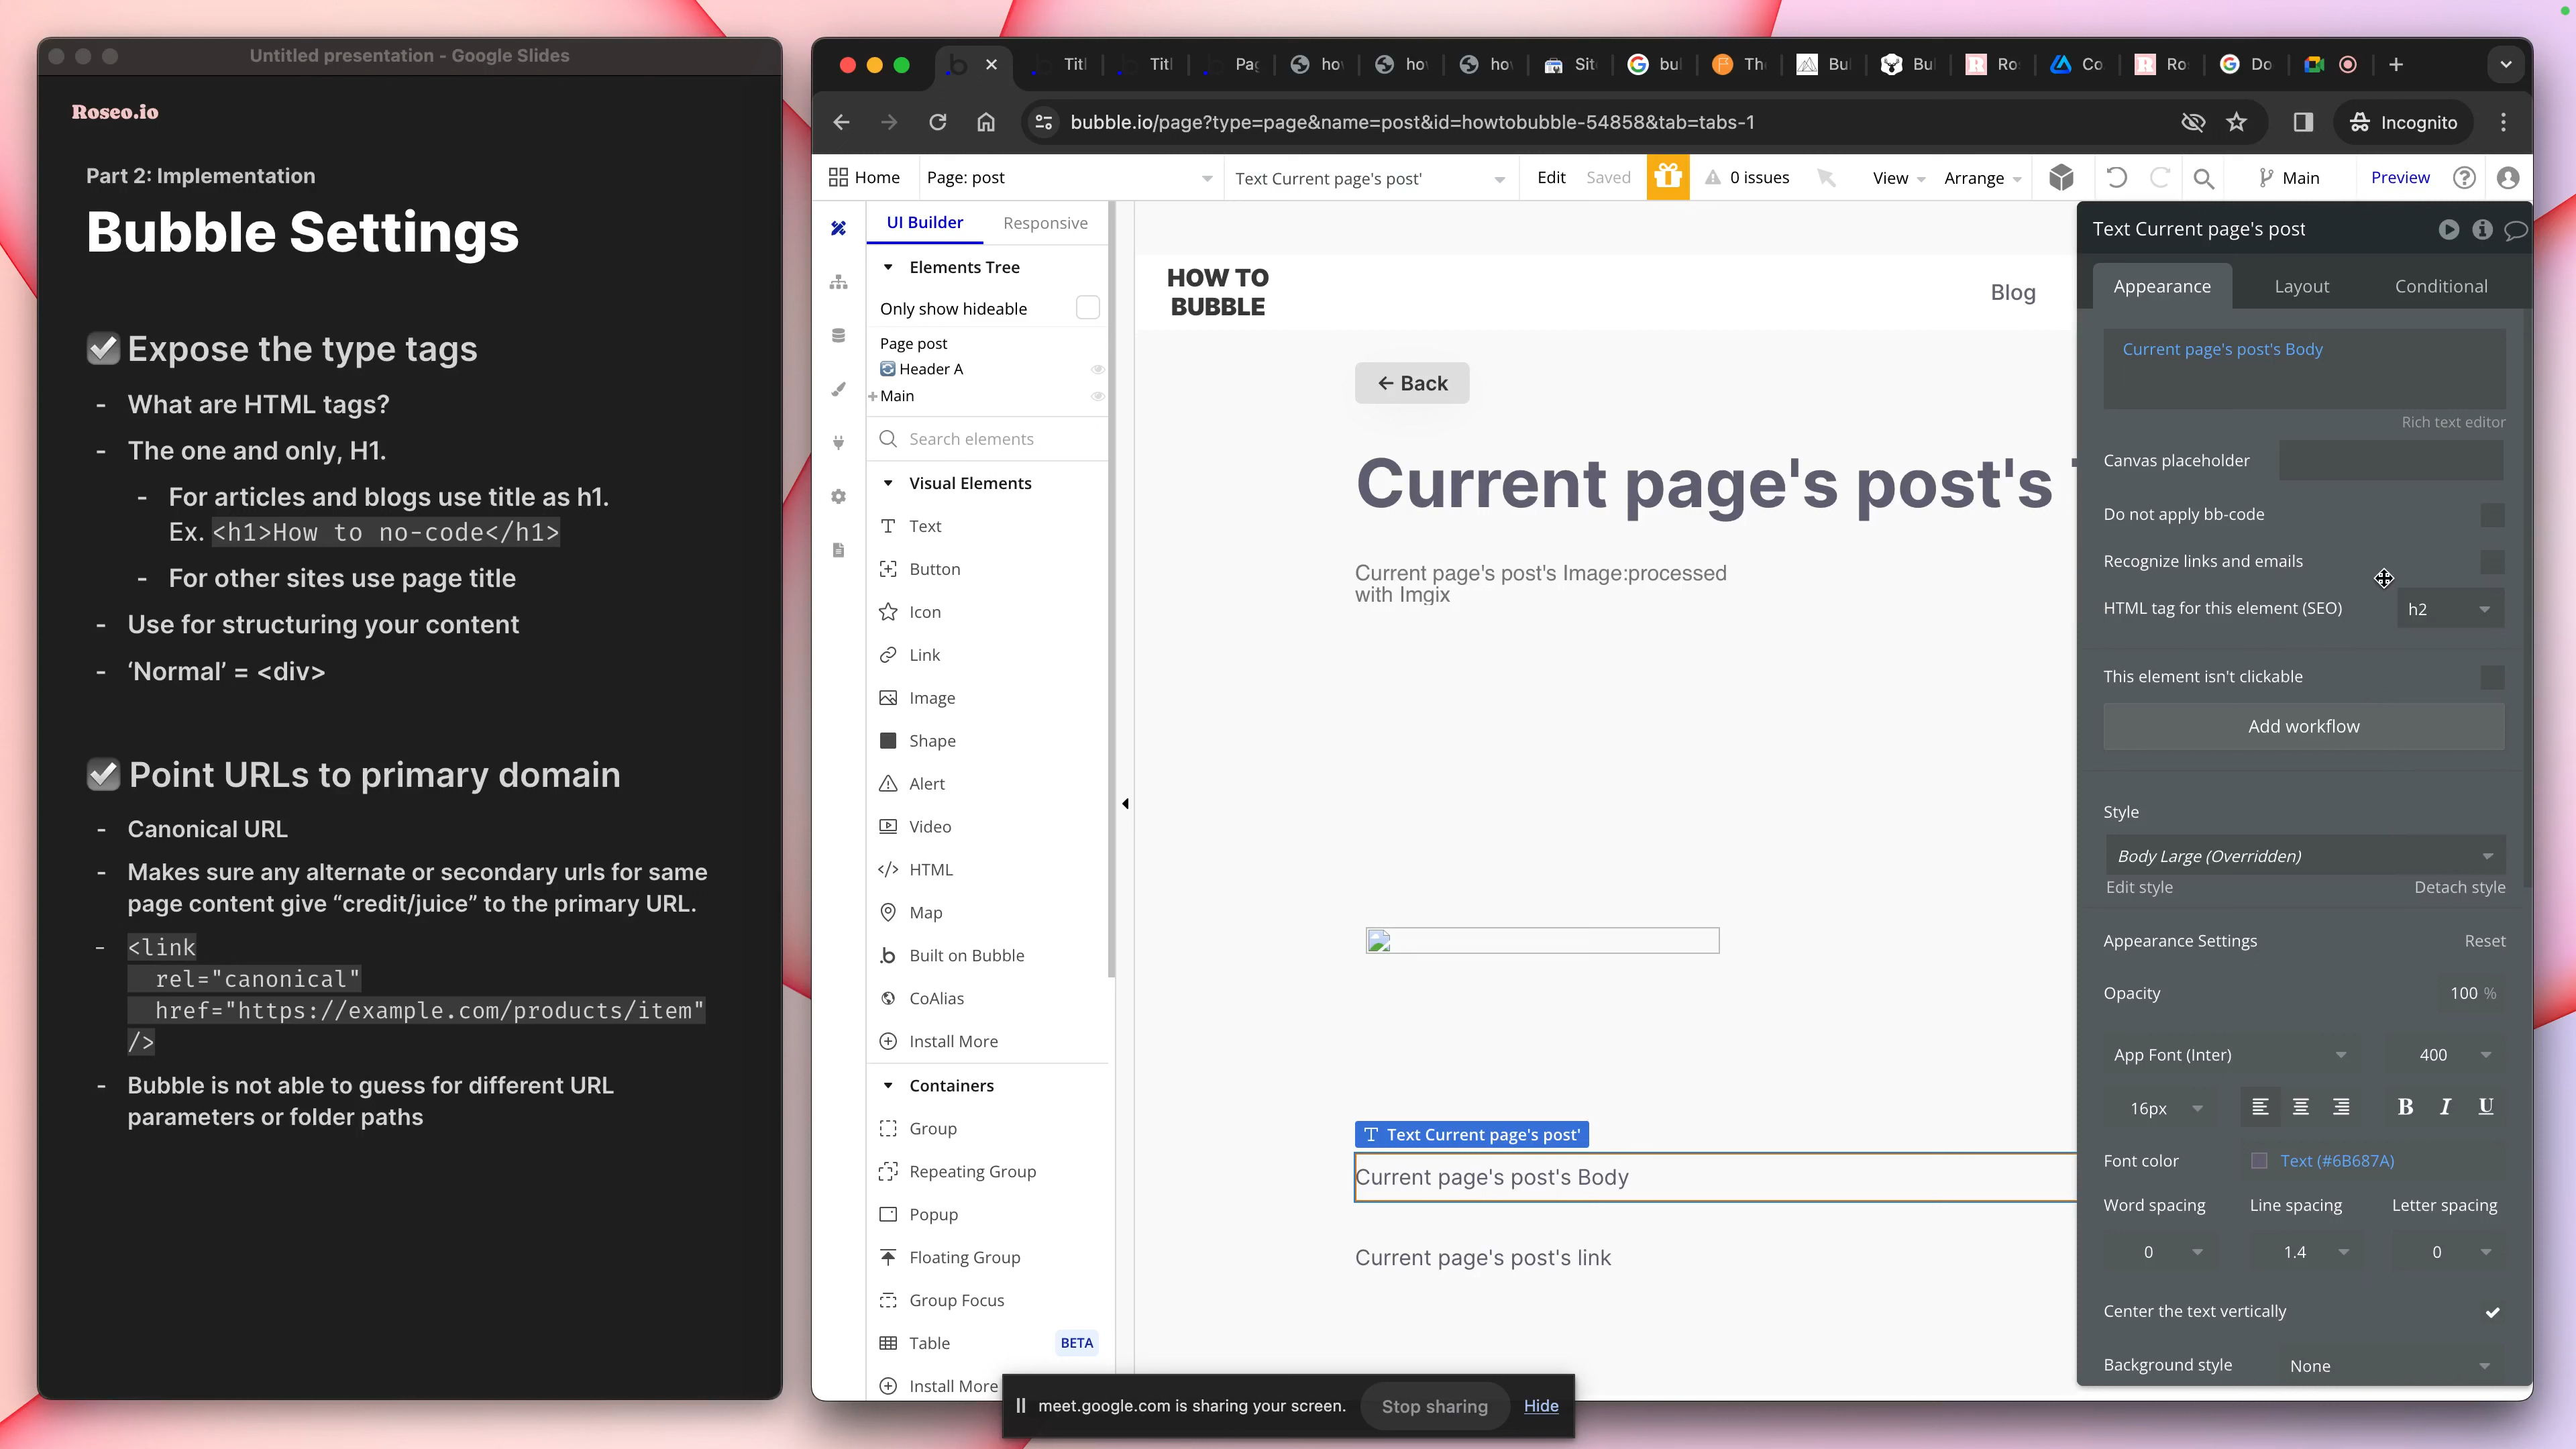 Untitled presentation - Google Slides
Roseo.io
Part 2: Implementation
Bubble Settings
Expose the type tags
- What are HTML tags?
- The one and only, H1.
- For articles and blogs use title as h1.
Ex. <h1>How to no-code</h1>
- For other sites use page title
- Use for structuring your content
- ‘Normal’ = <div>
Point URLs to primary domain
- Canonical URL
- Makes sure any alternate or secondary urls for same
page content give “credit/juice” to the primary URL.
- <link
rel="canonical"
href="https://example.com/products/item"
/>
- Bubble is not able to guess for different URL
parameters or folder paths
Titl
Titl
Pag
ho
ho
ho
Sit
bu
Th
Bu
Bu
Ro
Co
Ro
Do
bubble.io/page?type=page&name=post&id=howtobubble-54858&tab=tabs-1
Incognito
Home
Page: post
Text Current page's post'
Edit
Saved
0 issues
View
Arrange
Main
Preview
UI Builder
Responsive
Elements Tree
Only show hideable
Page post
Header A
Main
Search elements
Visual Elements
Text
Button
Icon
Link
Image
Shape
Alert
Video
HTML
Map
Built on Bubble
CoAlias
Install More
Containers
Group
Repeating Group
Popup
Floating Group
Group Focus
Table BETA
Install More
HOW TO
BUBBLE
Blog
← Back
Current page's post's
Current page's post's Image:processed
with Imgix
Text Current page's post'
Current page's post's Body
Current page's post's link
Text Current page's post
Appearance
Layout
Conditional
Current page's post's Body
Rich text editor
Canvas placeholder
Do not apply bb-code
Recognize links and emails
HTML tag for this element (SEO) h2
This element isn't clickable
Add workflow
Style
Body Large (Overridden)
Edit style
Detach style
Appearance Settings
Reset
Opacity
100 %
App Font (Inter)
400
16px
B I U
Font color
Text (#6B687A)
Word spacing
Line spacing
Letter spacing
0
1.4
0
Center the text vertically
Background style
None
meet.google.com is sharing your screen.
Stop sharing
Hide